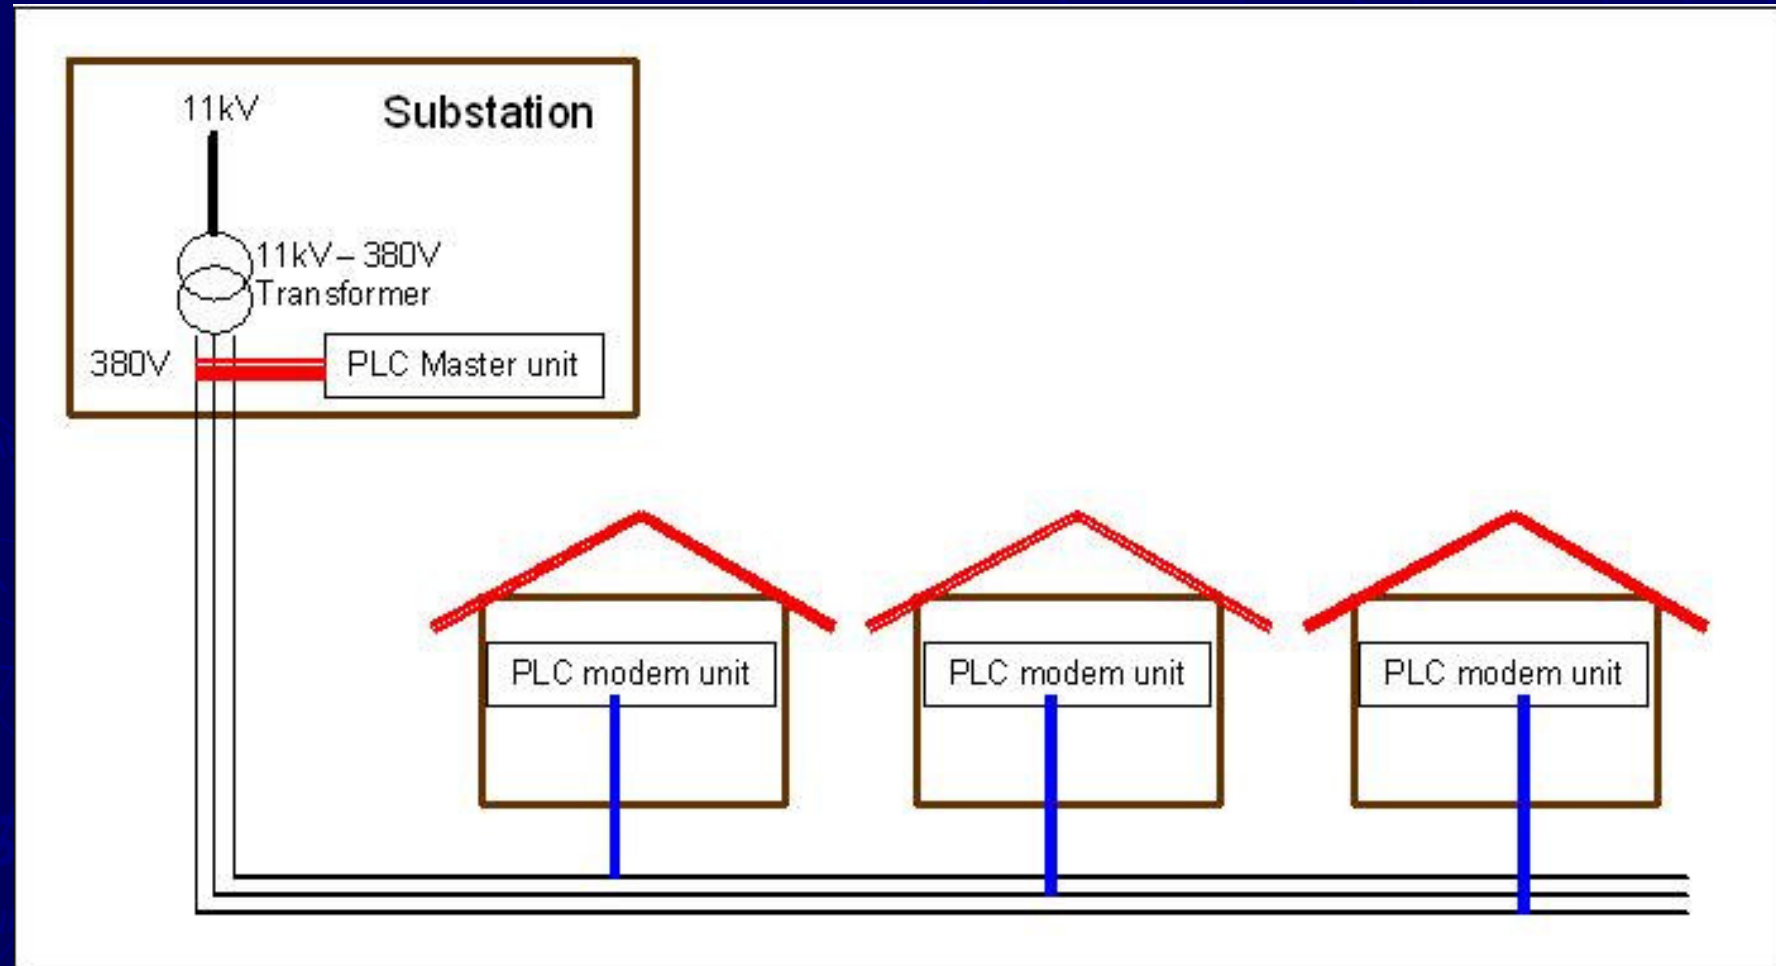 Substation
11kV
11kV – 380V
Transformer
380V
PLC Master unit
PLC modem unit
PLC modem unit
PLC modem unit